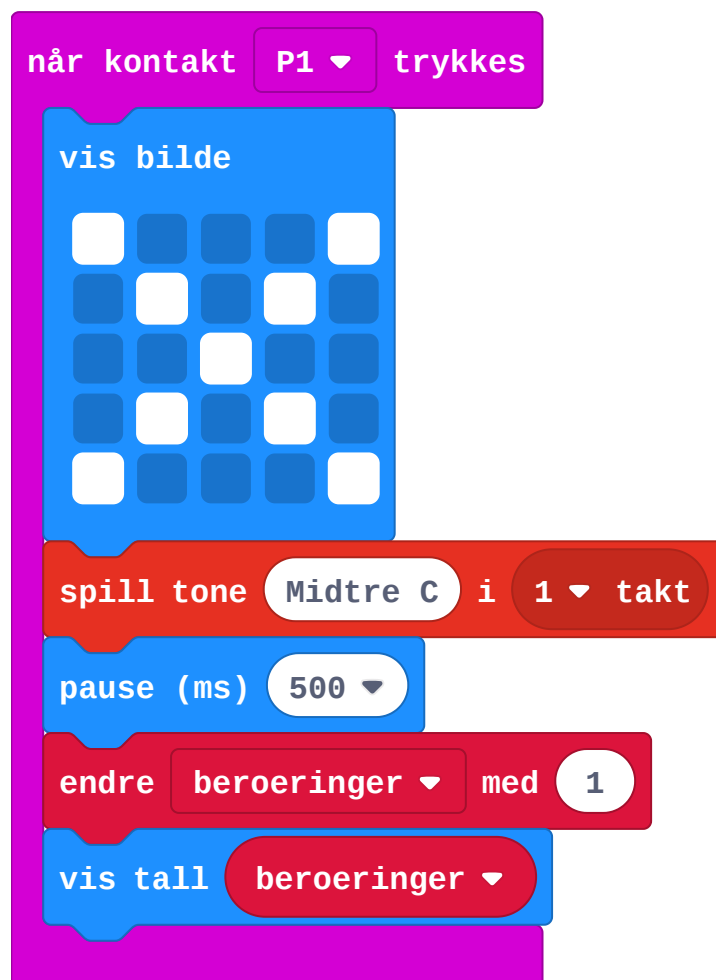 når kontakt P1 trykkes
vis bilde
spill tone Midtre C i 1 takt
pause (ms) 500
endre beroeringer med 1
vis tall beroeringer